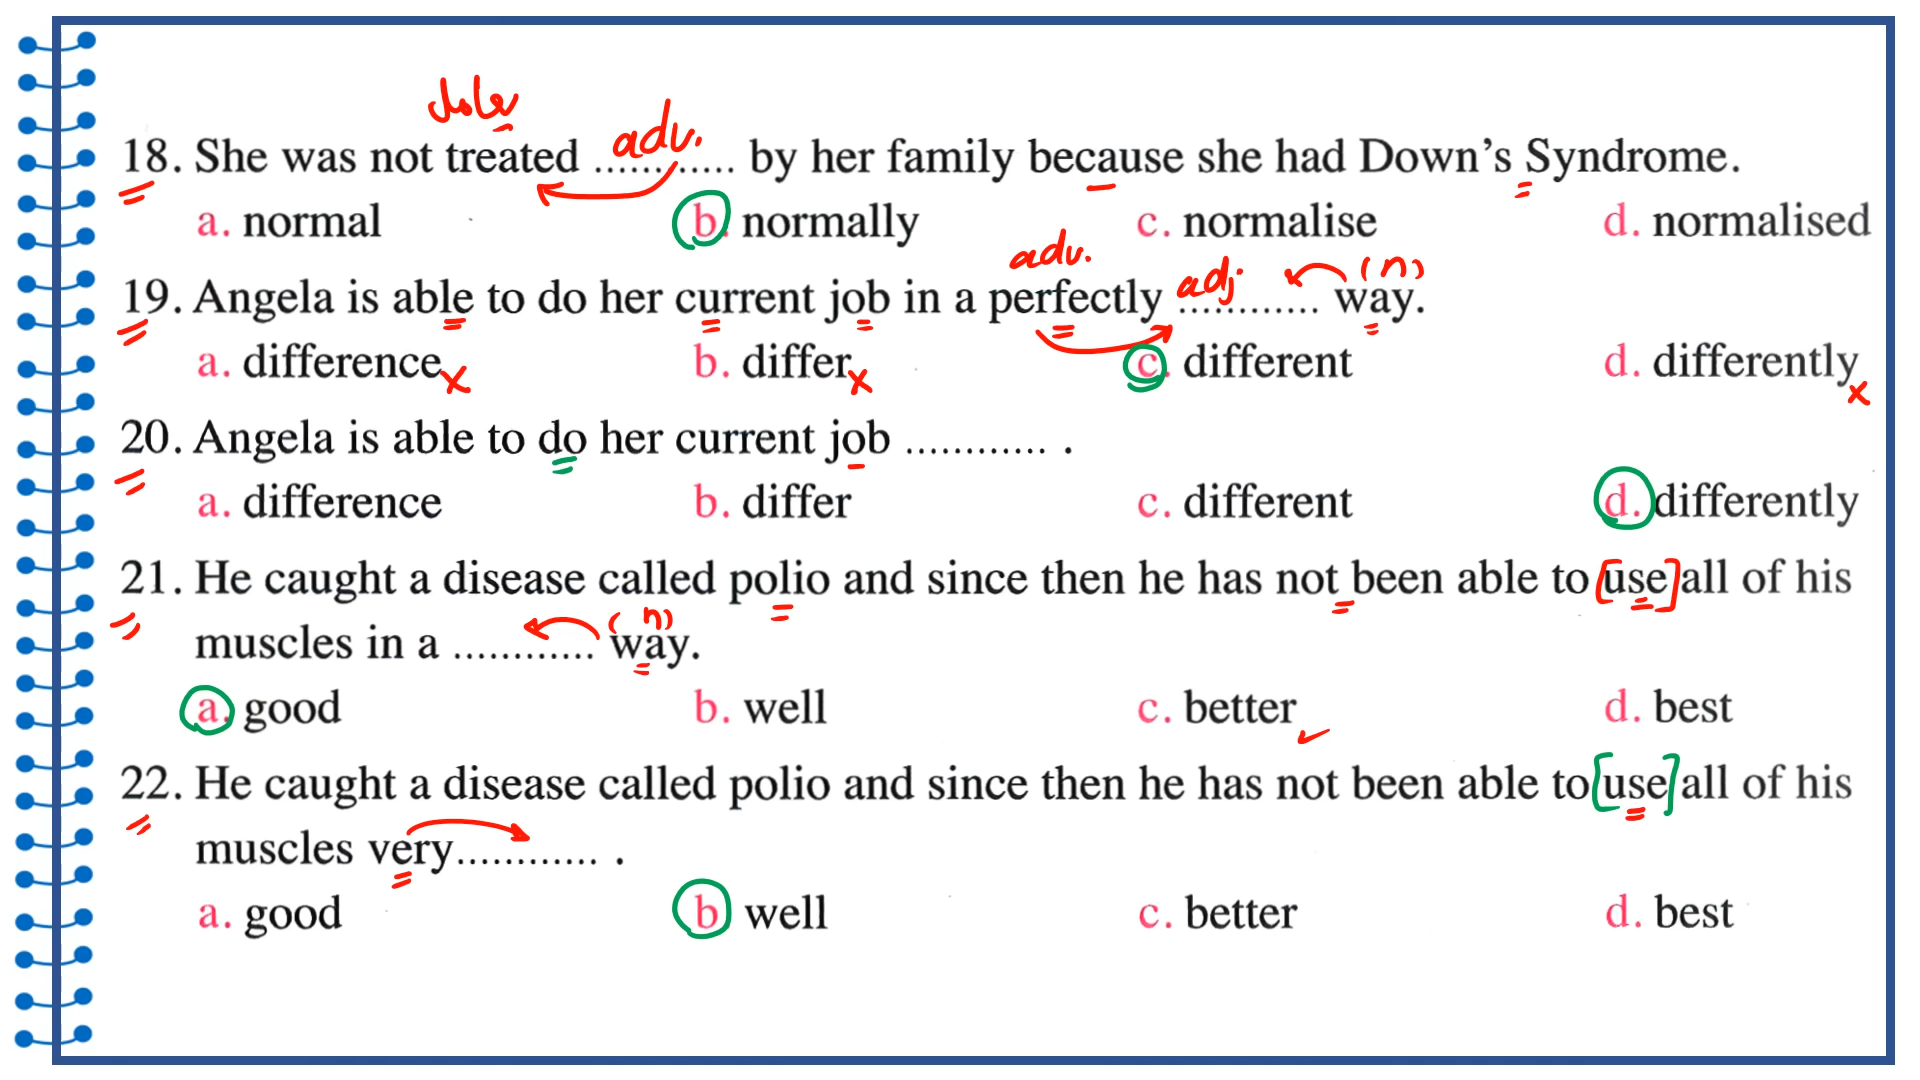 adv.
18. She was not treated ............ by her family because she had Down's Syndrome.
a. normal b. normally c. normalise d. normalised
adv. adj. (n)
19. Angela is able to do her current job in a perfectly ............ way.
a. difference x b. differ x c. different d. differently x
20. Angela is able to do her current job ............ .
a. difference b. differ c. different d. differently
21. He caught a disease called polio and since then he has not been able to [use] all of his
(n)
muscles in a ............ way.
a. good b. well c. better d. best
22. He caught a disease called polio and since then he has not been able to [use] all of his
muscles very............ .
a. good b. well c. better d. best